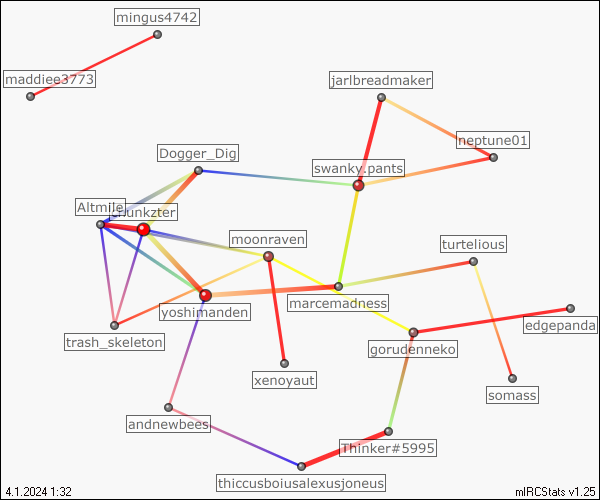 mingus4742
maddiee3773
jarlbreadmaker
neptune01
Dogger_Dig
swanky.pants
Altmile
chunkzter
moonraven
turtelious
yoshimanden
marcemadness
edgepanda
trash_skeleton
gorudenneko
xenoyaut
somass
andnewbees
Thinker#5995
thiccusboiusalexusjoneus
4.1.2024 1:32
mIRCStats v1.25